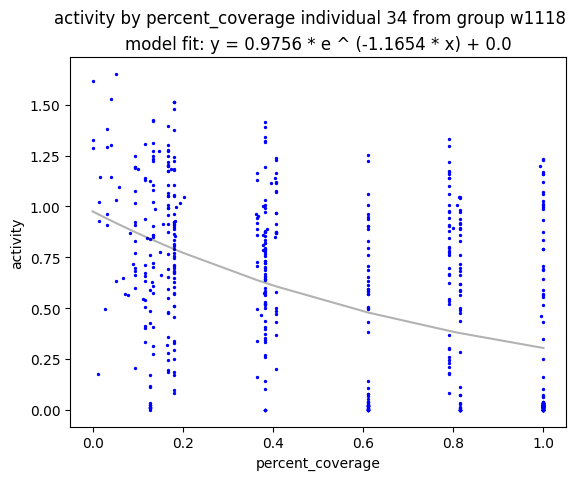 activity by percent_coverage individual 34 from group w1118
model fit: y = 0.9756 * e ^ (-1.1654 * x) + 0.0
1.50
1.25
1.00
0.75
0.50
0.25
0.00
activity
0.0 0.2 0.4 0.6 0.8 1.0
percent_coverage